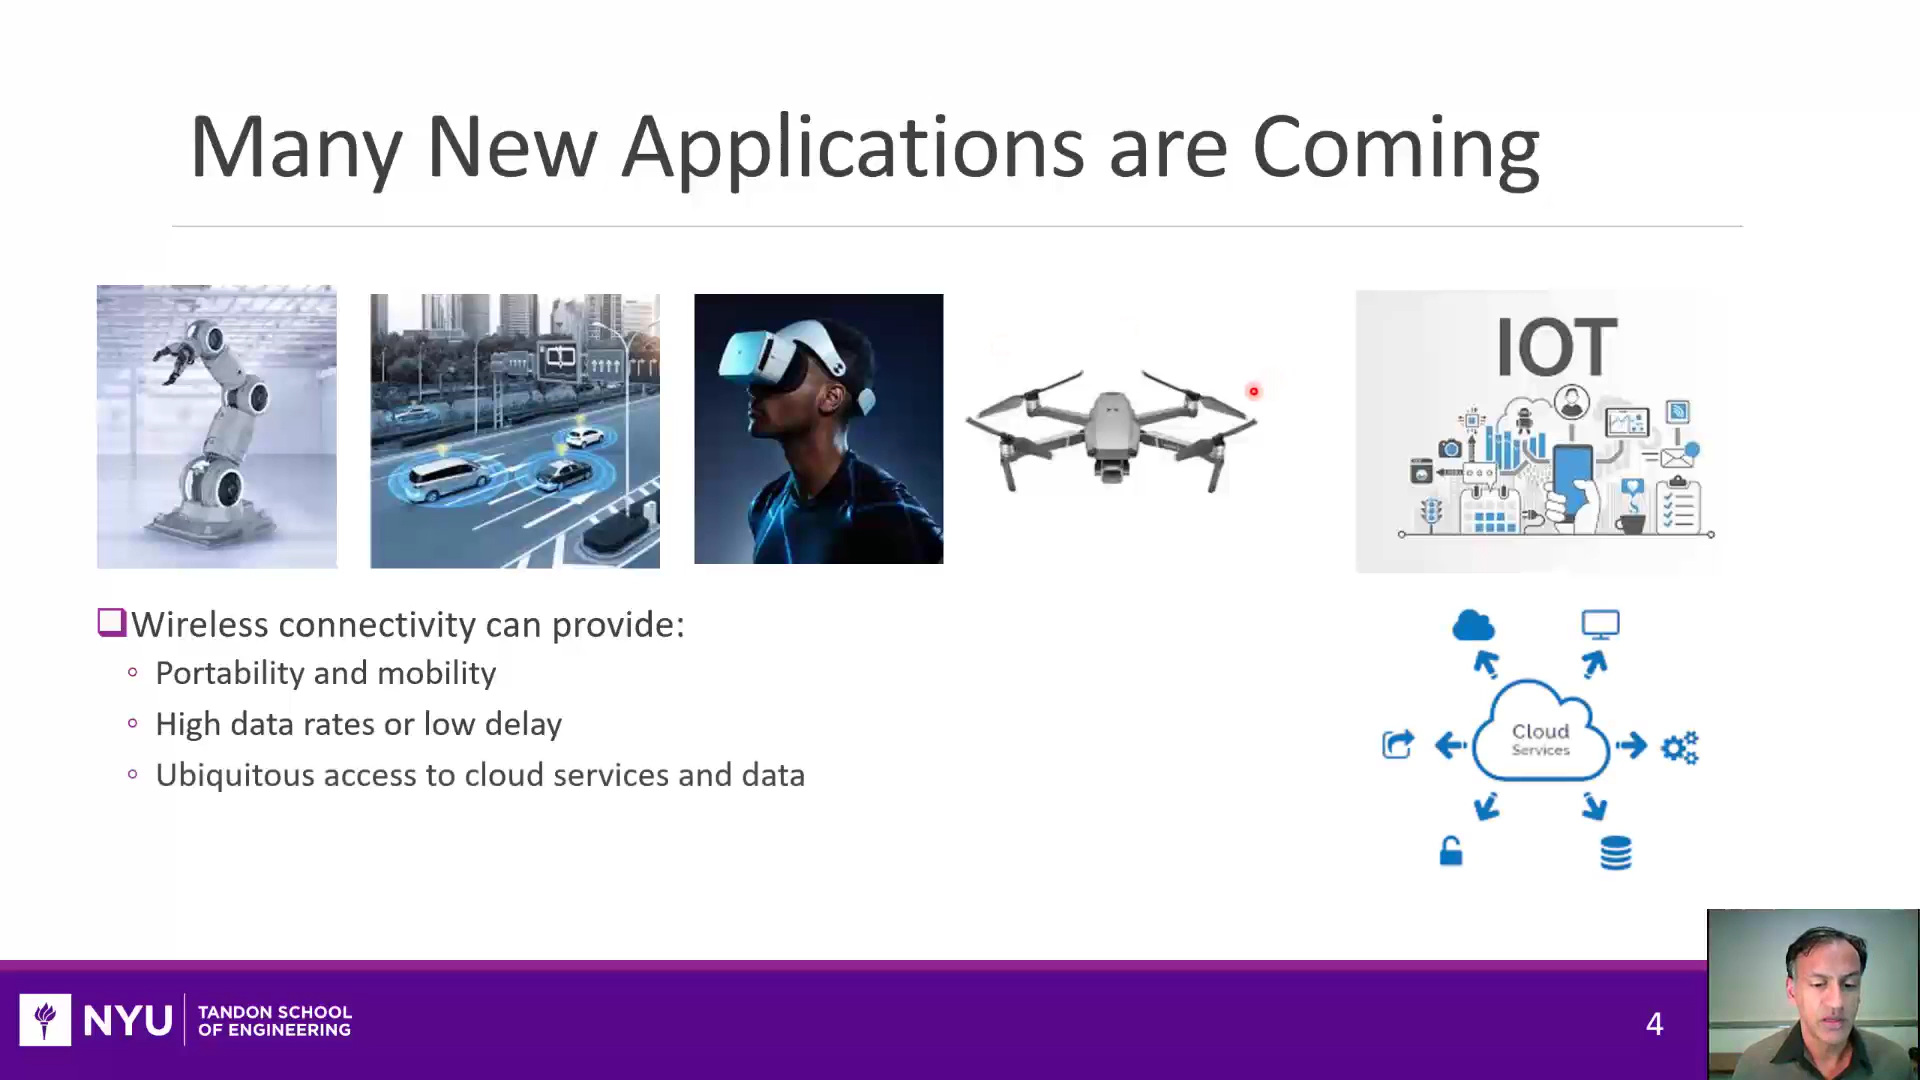 Many New Applications are Coming
IOT
Wireless connectivity can provide:
Portability and mobility
High data rates or low delay
Ubiquitous access to cloud services and data
Cloud
Services
NYU
TANDON SCHOOL
OF ENGINEERING
4